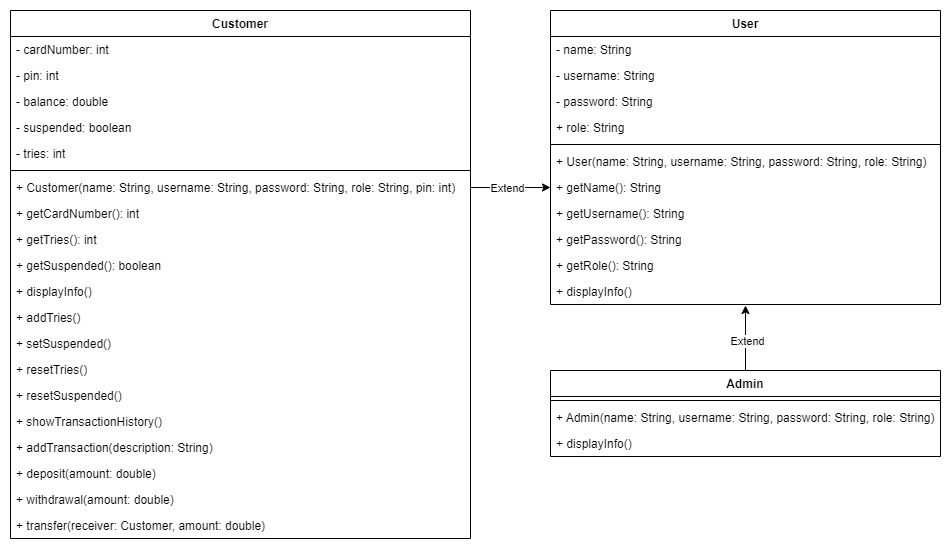 Customer
- cardNumber: int
- pin: int
- balance: double
- suspended: boolean
- tries: int
+ Customer(name: String, username: String, password: String, role: String, pin: int)
+ getCardNumber(): int
+ getTries(): int
+ getSuspended(): boolean
+ displayInfo()
+ addTries()
+ setSuspended()
+ resetTries()
+ resetSuspended()
+ showTransactionHistory()
+ addTransaction(description: String)
+ deposit(amount: double)
+ withdrawal(amount: double)
+ transfer(receiver: Customer, amount: double)
Extend
User
- name: String
- username: String
- password: String
+ role: String
+ User(name: String, username: String, password: String, role: String)
+ getName(): String
+ getUsername(): String
+ getPassword(): String
+ getRole(): String
+ displayInfo()
Extend
Admin
+ Admin(name: String, username: String, password: String, role: String)
+ displayInfo()